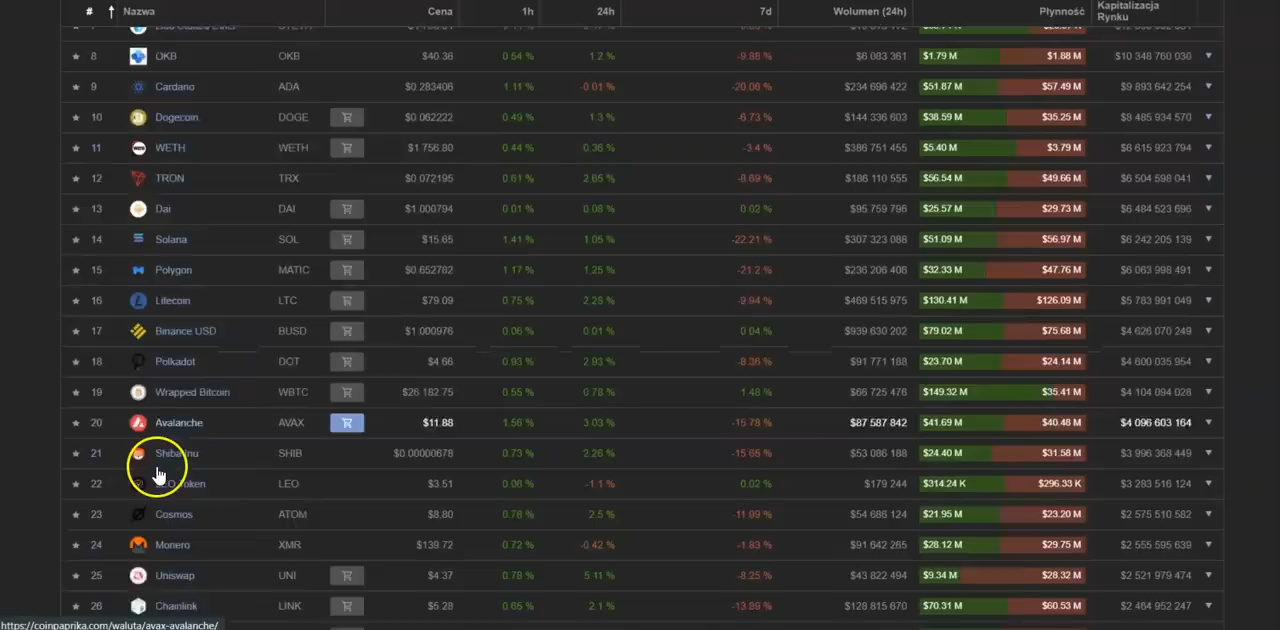 # Nazwa Cena 1h 24h 7d Wolumen (24h) Płynność Kapitalizacja Rynku
8 OKB OKB $40.36 0.54 % 1.2 % -9.88 % $6 083 361 $1.79 M $1.88 M $10 348 760 030
9 Cardano ADA $0.283406 1.11 % -0.01 % -20.06 % $234 696 422 $51.87 M $57.49 M $9 893 642 254
10 Dogecoin DOGE $0.062222 0.49 % 1.3 % -6.73 % $144 336 603 $38.59 M $35.25 M $8 485 934 570
11 WETH WETH $1 756.80 0.44 % 0.36 % -3.4 % $386 751 455 $5.40 M $3.79 M $6 615 923 794
12 TRON TRX $0.072195 0.61 % 2.65 % -8.69 % $186 110 555 $56.54 M $49.66 M $6 504 598 041
13 Dai DAI $1.000794 0.01 % 0.08 % 0.02 % $95 759 796 $25.57 M $29.73 M $6 484 523 696
14 Solana SOL $15.65 1.41 % 1.05 % -22.21 % $307 323 088 $51.09 M $56.97 M $6 242 205 139
15 Polygon MATIC $0.652782 1.17 % 1.25 % -21.2 % $236 206 408 $32.33 M $47.76 M $6 063 998 491
16 Litecoin LTC $79.09 0.75 % 2.28 % -9.94 % $469 515 975 $130.41 M $126.09 M $5 783 991 049
17 Binance USD BUSD $1.000976 0.06 % 0.01 % 0.04 % $939 630 202 $79.02 M $75.68 M $4 626 070 249
18 Polkadot DOT $4.66 0.93 % 2.93 % -8.36 % $91 771 188 $23.70 M $24.14 M $4 600 035 954
19 Wrapped Bitcoin WBTC $26 182.75 0.55 % 0.78 % 1.48 % $66 725 476 $149.32 M $35.41 M $4 104 094 028
20 Avalanche AVAX $11.88 1.56 % 3.03 % -15.78 % $87 587 842 $41.69 M $40.48 M $4 096 603 164
21 Shiba Inu SHIB $0.00000678 0.73 % 2.26 % -15.65 % $53 086 188 $24.40 M $31.58 M $3 996 368 449
22 LEO Token LEO $3.51 0.06 % -1.1 % 0.02 % $179 244 $314.24 K $296.33 K $3 283 516 124
23 Cosmos ATOM $8.80 0.78 % 2.5 % -11.99 % $54 686 124 $21.95 M $23.20 M $2 575 510 582
24 Monero XMR $139.72 0.72 % -0.42 % -1.83 % $91 642 265 $28.12 M $29.75 M $2 555 595 639
25 Uniswap UNI $4.37 0.78 % 5.11 % -8.25 % $43 822 494 $9.34 M $28.32 M $2 521 979 474
26 Chainlink LINK $5.28 0.65 % 2.1 % -13.89 % $128 815 670 $70.31 M $60.53 M $2 464 952 247
https://coinpaprika.com/waluta/avax-avalanche/